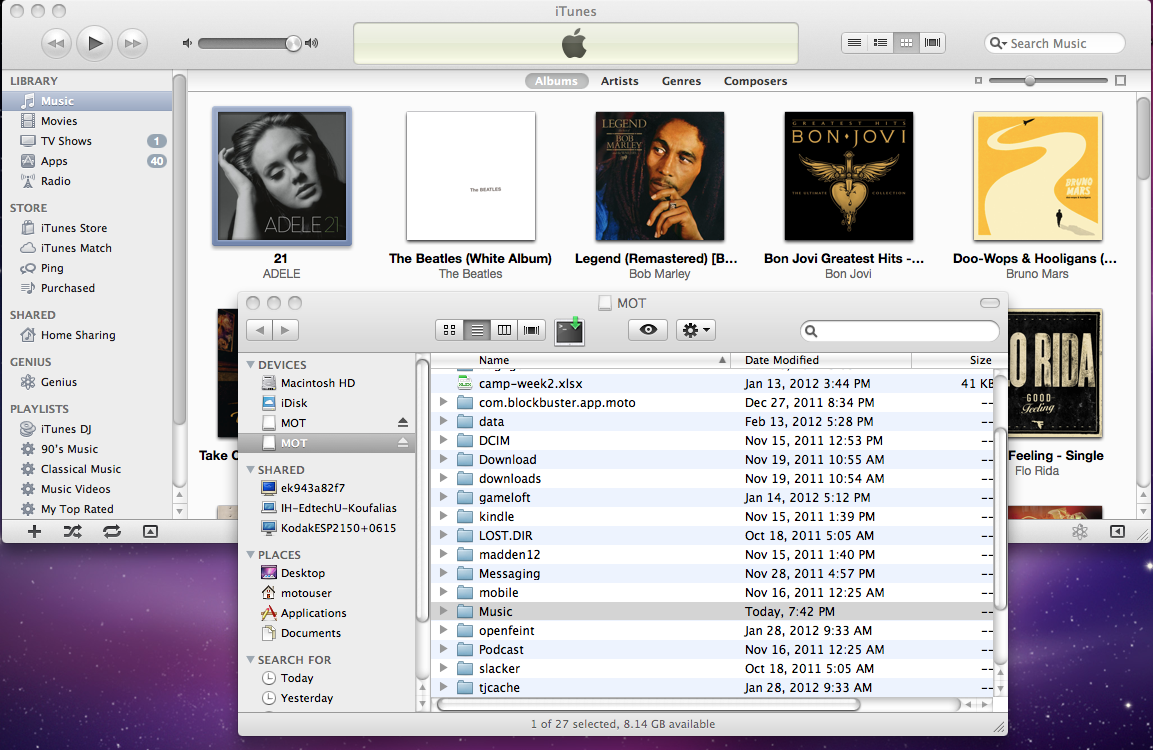 iTunes
Search Music
Albums Artists Genres Composers
LIBRARY
Music
Movies
TV Shows 1
Apps 40
Radio
STORE
iTunes Store
iTunes Match
Ping
Purchased
SHARED
Home Sharing
GENIUS
Genius
PLAYLISTS
iTunes DJ
90's Music
Classical Music
Music Videos
My Top Rated
ADELE 21
The BEATLES
LEGEND
BOB MARLEY
GREATEST HITS
BON JOVI
THE ULTIMATE COLLECTION
BRUNO MARS
21
ADELE
The Beatles (White Album)
The Beatles
Legend (Remastered) [B...
Bob Marley
Bon Jovi Greatest Hits -...
Bon Jovi
Doo-Wops & Hooligans (...
Bruno Mars
Take
LO RIDA
GOOD
Feeling
Feeling - Single
Flo Rida
MOT
DEVICES
Macintosh HD
iDisk
MOT
MOT
SHARED
ek943a82f7
IH-EdtechU-Koufalias
KodakESP2150+0615
PLACES
Desktop
motouser
Applications
Documents
SEARCH FOR
Today
Yesterday
Name Date Modified Size
camp-week2.xlsx Jan 13, 2012 3:44 PM 41 KB
com.blockbuster.app.moto Dec 27, 2011 8:34 PM --
data Feb 13, 2012 5:28 PM --
DCIM Nov 15, 2011 12:53 PM --
Download Nov 19, 2011 10:55 AM --
downloads Nov 19, 2011 10:54 AM --
gameloft Jan 14, 2012 5:12 PM --
kindle Nov 15, 2011 1:39 PM --
LOST.DIR Oct 18, 2011 5:05 AM --
madden12 Nov 15, 2011 1:40 PM --
Messaging Nov 28, 2011 4:57 PM --
mobile Nov 16, 2011 12:25 AM --
Music Today, 7:42 PM --
openfeint Jan 28, 2012 9:33 AM --
Podcast Nov 16, 2011 12:25 AM --
slacker Oct 18, 2011 5:05 AM --
tjcache Jan 28, 2012 9:33 AM --
1 of 27 selected, 8.14 GB available